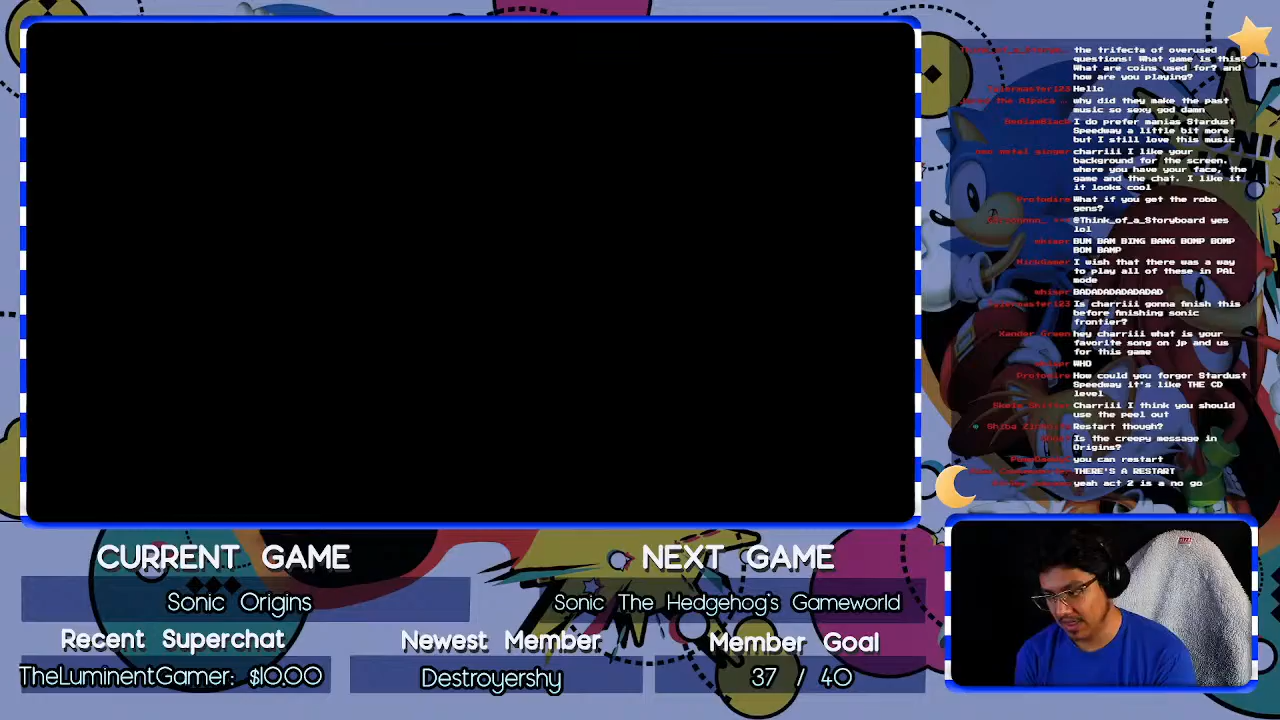 the trifecta of overused
questions: What game is this?
What are coins used for? and
how are you playing?
Hello
why did they make the past
music so sexy god damn
I do prefer manias Stardust
Speedway a little bit more
but I still love this music
charriii I like your
background for the screen.
where you have your face, the
game and the chat. I like it
it looks cool
What if you get the robo
gens?
@Think_of_a_Storyboard yes
lol
BUM BAM BING BANG BOMP BOMP
BOM BAMP
NickGamer I wish that there was a way
to play all of these in PAL
mode
whispr BADADADADADADAD
Is charriii gonna finish this
before finishing sonic
frontier?
Xander Green hey charriii what is your
favorite song on jp and us
for this game
WHO
How could you forgor Stardust
Speedway it's like THE CD
level
Charriii I think you should
use the peel out
Restart though?
Is the creepy message in
Origins?
you can restart
THERE'S A RESTART
yeah act 2 is a no go
CURRENT GAME
Sonic Origins
NEXT GAME
Sonic The Hedgehog's Gameworld
Recent Superchat
TheLuminentGamer: $10.00
Newest Member
Destroyershy
Member Goal
37 / 40